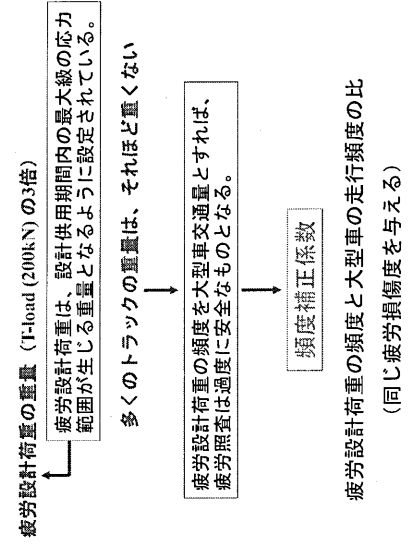 疲労設計荷重の重量（T-load (200kN) の3倍）
疲労設計荷重は、設計供用期間内の最大級の応力
範囲が生じる重量となるように設定されている。
多くのトラックの重量は、それほど重くない
疲労設計荷重の頻度を大型車交通量とすれば、
疲労照査は過度に安全なものとなる。
頻度補正係数
疲労設計荷重の頻度と大型車の走行頻度の比
（同じ疲労損傷度を与える）